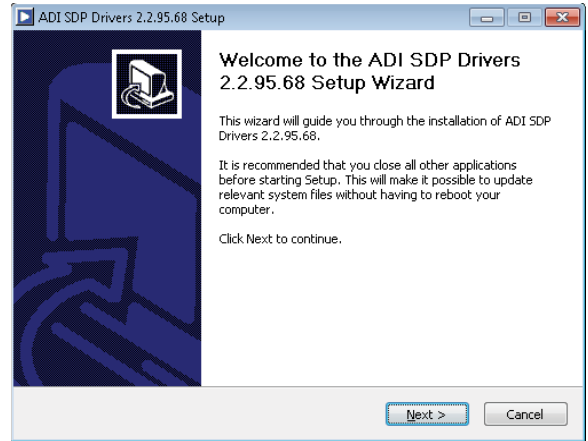 ADI SDP Drivers 2.2.95.68 Setup
Welcome to the ADI SDP Drivers
2.2.95.68 Setup Wizard
This wizard will guide you through the installation of ADI SDP
Drivers 2.2.95.68.
It is recommended that you close all other applications
before starting Setup. This will make it possible to update
relevant system files without having to reboot your
computer.
Click Next to continue.
Next >
Cancel